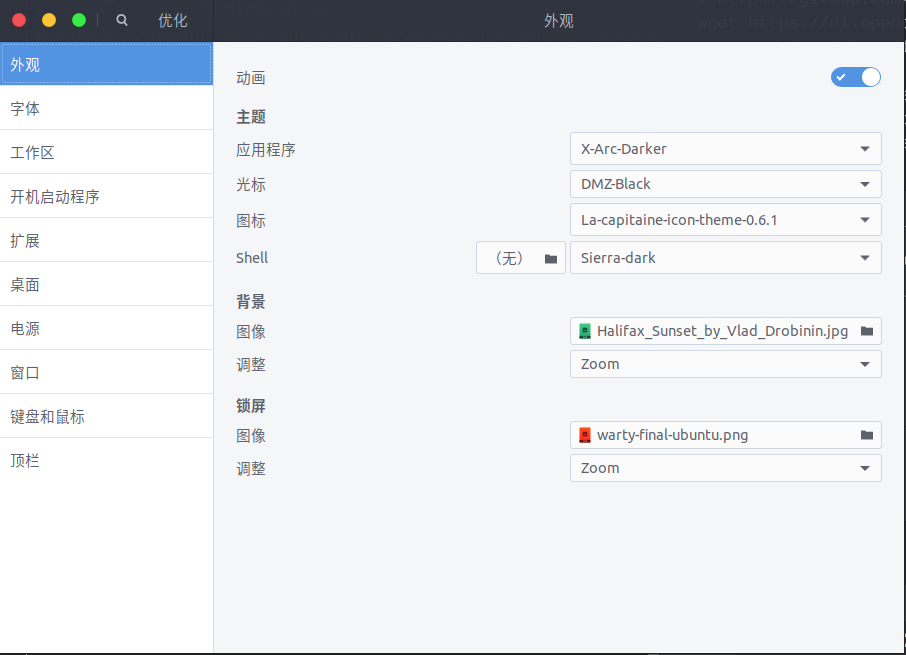 优化
外观
wget https://dl.open
外观
字体
工作区
开机启动程序
扩展
桌面
电源
窗口
键盘和鼠标
顶栏
动画
主题
应用程序 X-Arc-Darker
光标 DMZ-Black
图标 La-capitaine-icon-theme-0.6.1
Shell （无） Sierra-dark
背景
图像 Halifax_Sunset_by_Vlad_Drobinin.jpg
调整 Zoom
锁屏
图像 warty-final-ubuntu.png
调整 Zoom